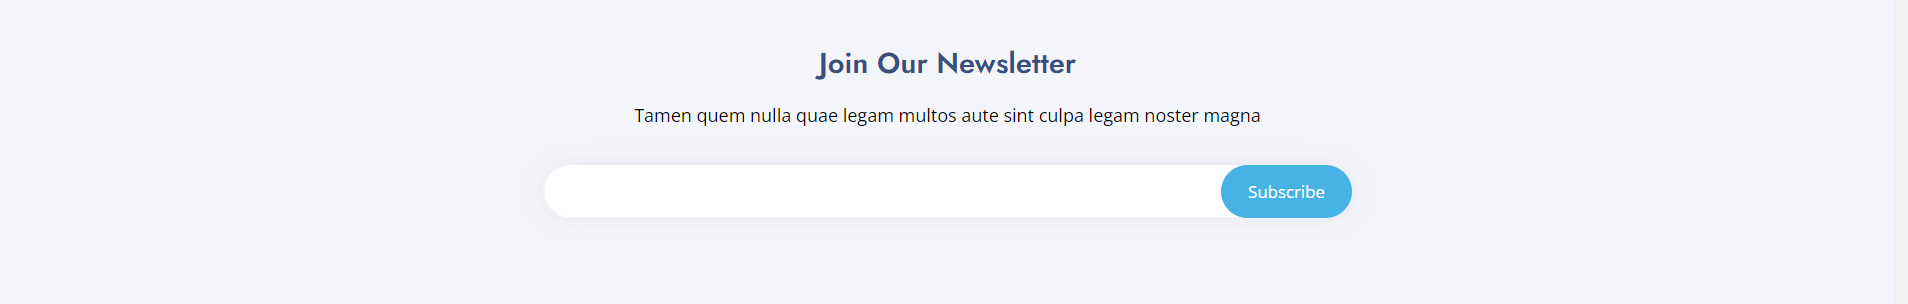 Join Our Newsletter
Tamen quem nulla quae legam multos aute sint culpa legam noster magna
Subscribe